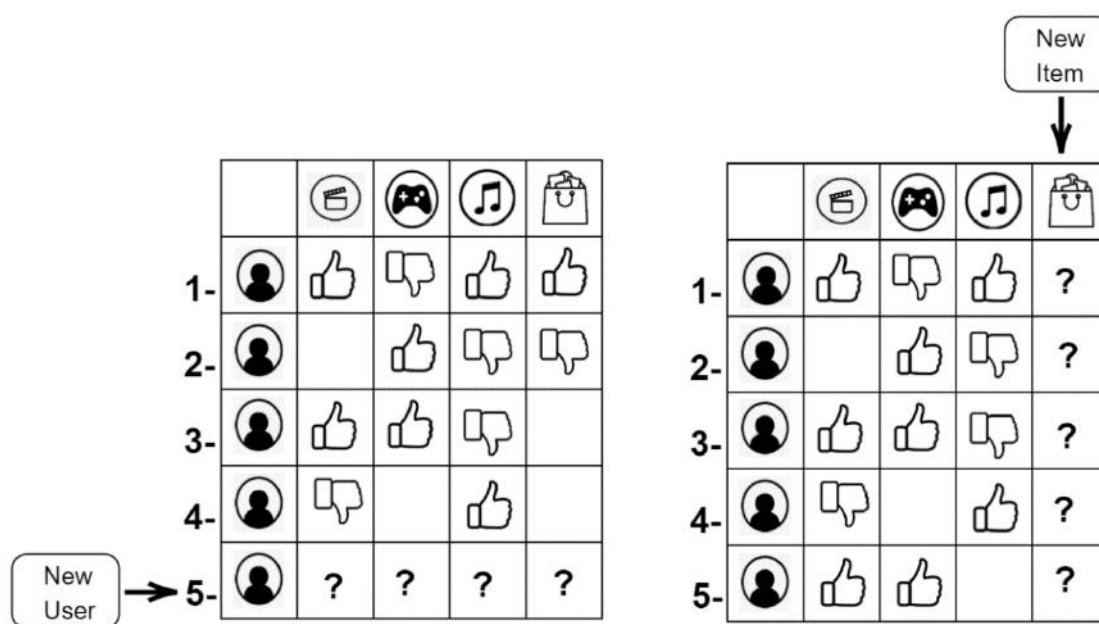 New
Item
1-
2-
3-
4-
New
User
5- ? ? ? ?
1- ?
2- ?
3- ?
4- ?
5- ?